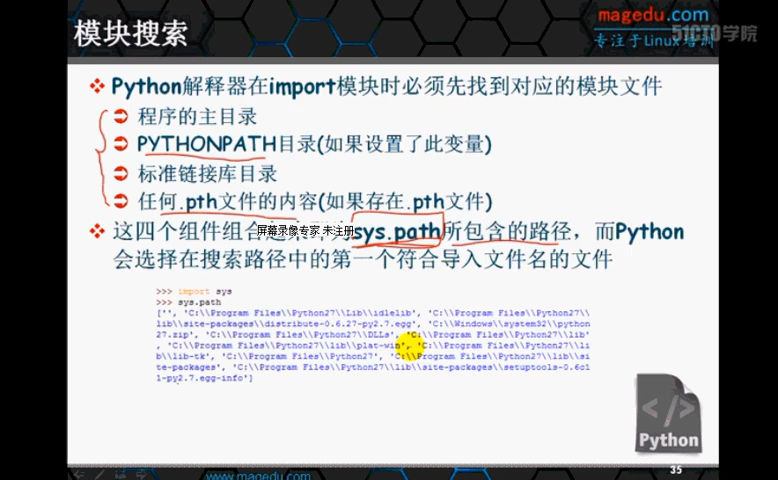 模块搜索
magedu.com
专注于Linux培训
51CTO学院
Python解释器在import模块时必须先找到对应的模块文件
程序的主目录
PYTHONPATH目录(如果设置了此变量)
标准链接库目录
任何.pth文件的内容(如果存在.pth文件)
这四个组件组合
屏幕录像专家 未注册
sys.path所包含的路径，而Python
会选择在搜索路径中的第一个符合导入文件名的文件
>>> import sys
>>> sys.path
['', 'C:\\Program Files\\Python27\\Lib\\idlelib', 'C:\\Program Files\\Python27\\
lib\\site-packages\\distribute-0.6.27-py2.7.egg', 'C:\\Windows\\system32\\python
27.zip', 'C:\\Program Files\\Python27\\DLLs', 'C:\\Program Files\\Python27\\lib'
, 'C:\\Program Files\\Python27\\lib\\plat-win', 'C:\\Program Files\\Python27\\li
b\\lib-tk', 'C:\\Program Files\\Python27', 'C:\\Program Files\\Python27\\lib\\si
te-packages', 'C:\\Program Files\\Python27\\lib\\site-packages\\setuptools-0.6c1
1-py2.7.egg-info']
</>
Python
www.magedu.com
35